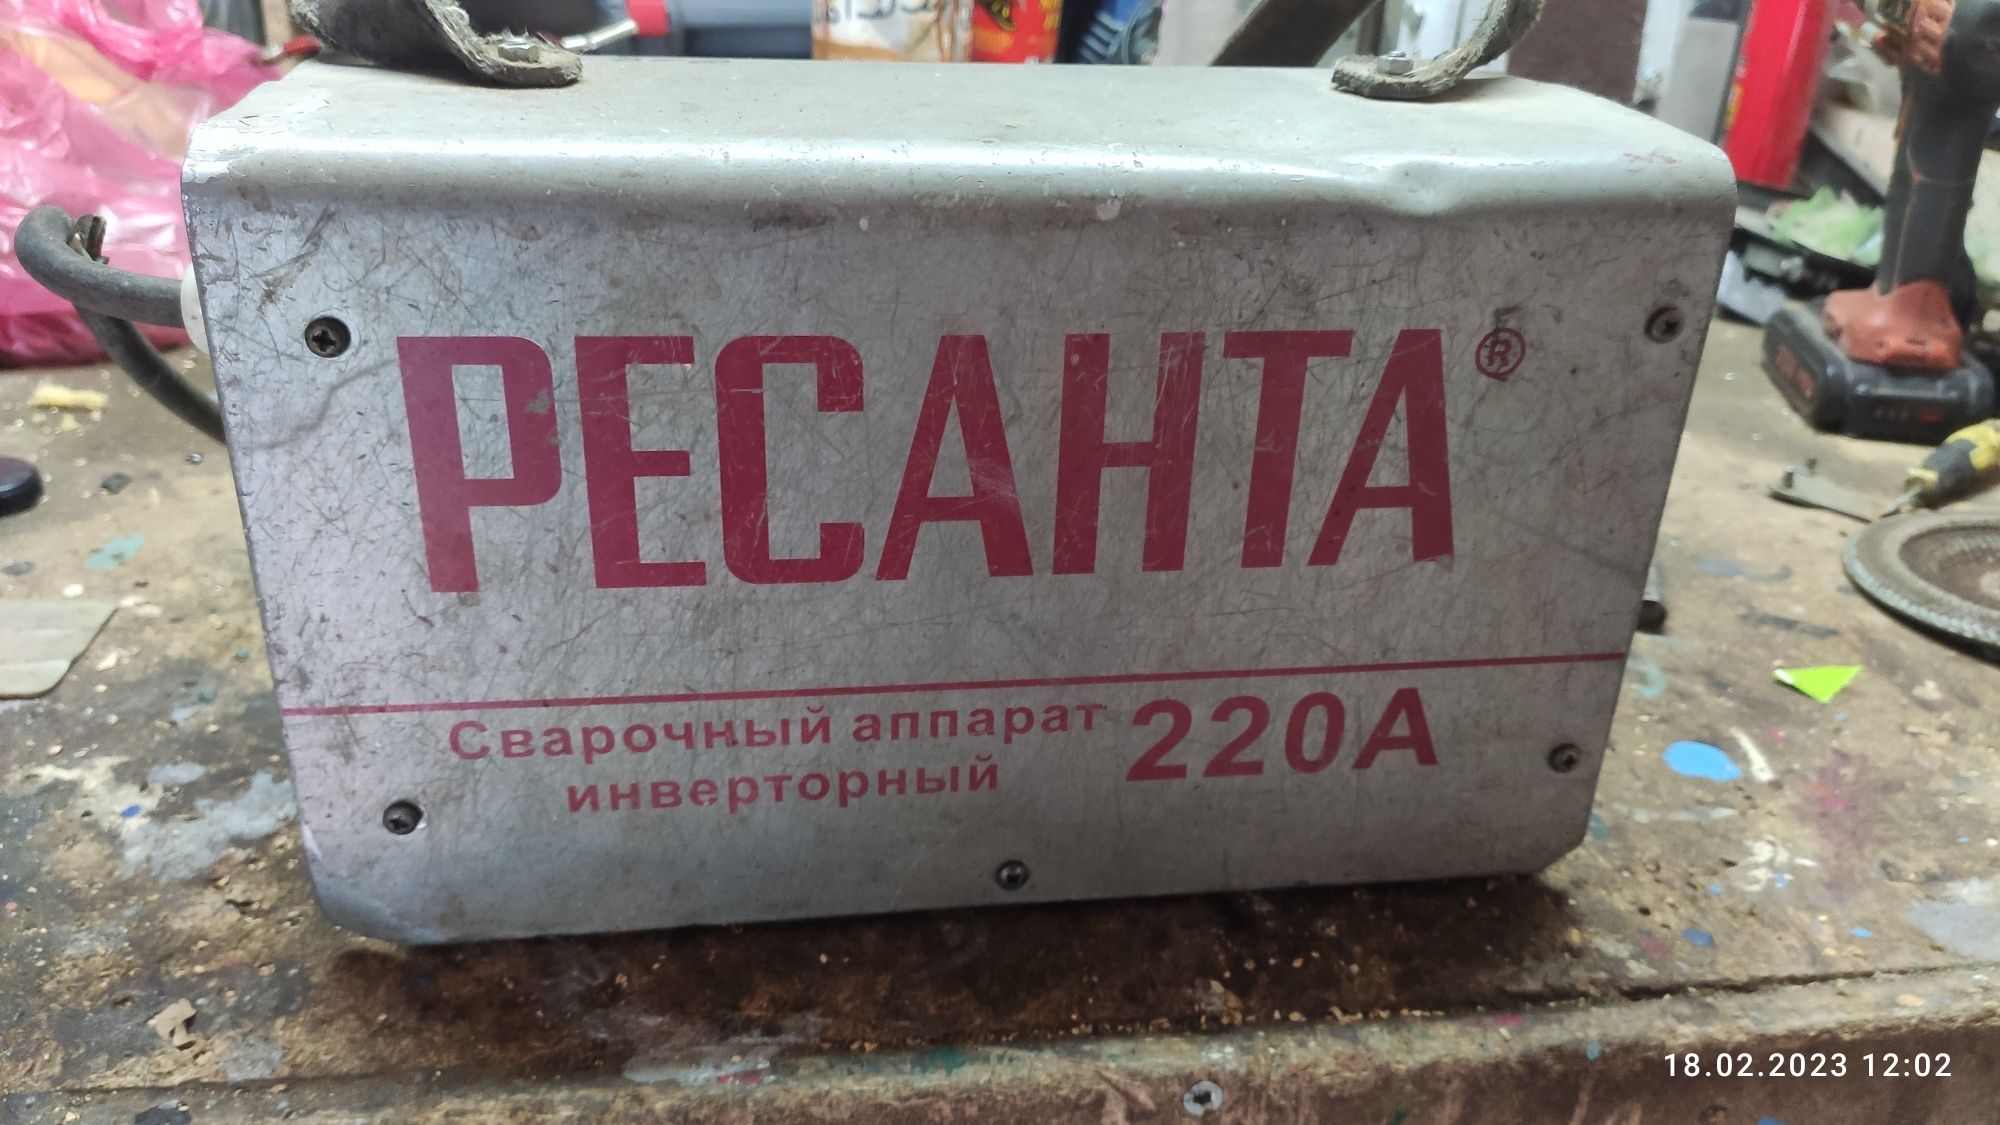 РЕСАНТА®
Сварочный аппарат 220А
инверторный
18.02.2023 12:02